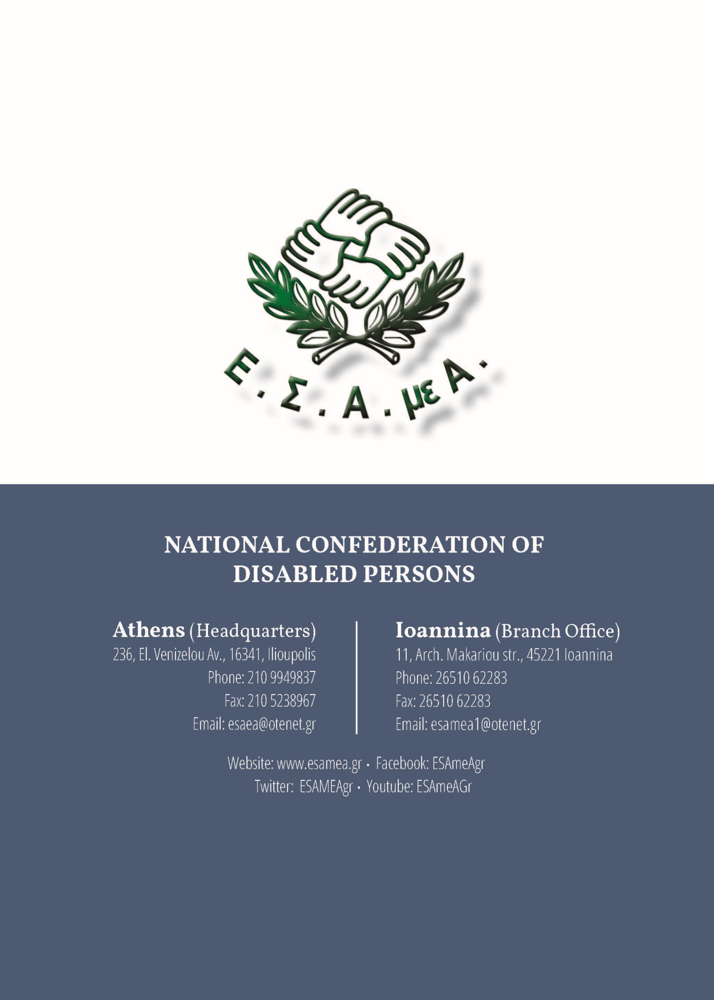 Ε.Σ.Α.μεΑ.
NATIONAL CONFEDERATION OF
DISABLED PERSONS
Athens (Headquarters)
236, El. Venizelou Av., 16341, Ilioupolis
Phone: 210 9949837
Fax: 210 5238967
Email: esaea@otenet.gr
Ioannina (Branch Office)
11, Arch. Makariou str., 45221 Ioannina
Phone: 26510 62283
Fax: 26510 62283
Email: esamea1@otenet.gr
Website: www.esamea.gr • Facebook: ESAmeAgr
Twitter: ESAMEAgr • Youtube: ESAmeAGr